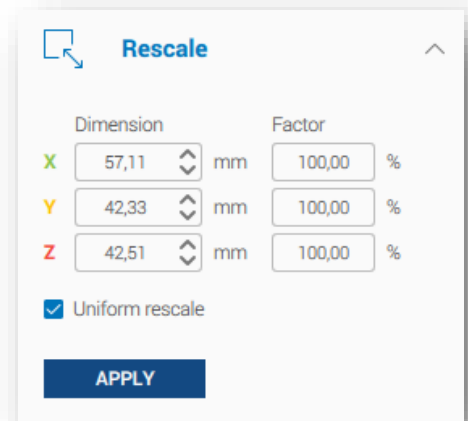 Rescale
Dimension Factor
X 57,11 mm 100,00 %
Y 42,33 mm 100,00 %
Z 42,51 mm 100,00 %
Uniform rescale
APPLY